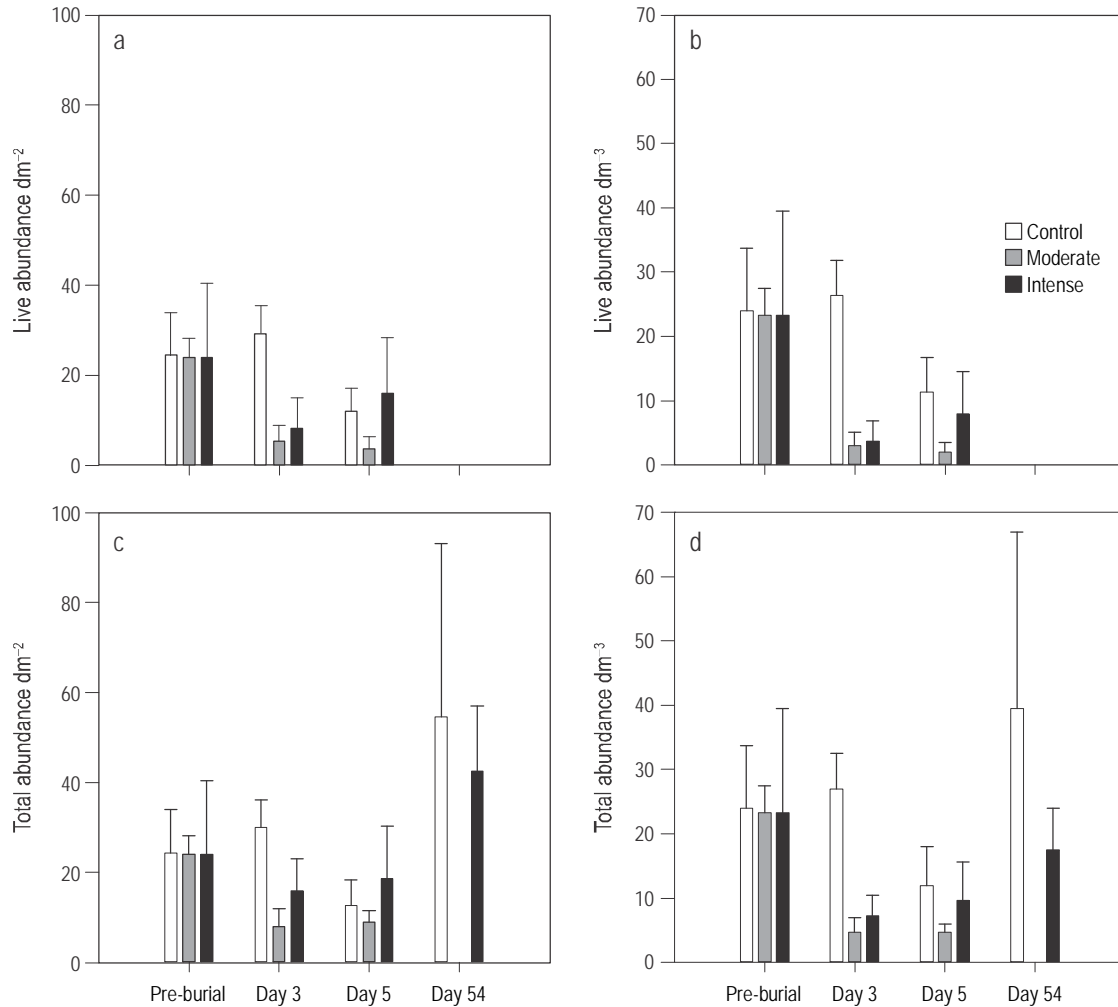 a
Live abundance dm⁻²
100
80
60
40
20
0
b
Live abundance dm⁻³
70
60
50
40
30
20
10
0
Control
Moderate
Intense
c
Total abundance dm⁻²
100
80
60
40
20
0
Pre-burial Day 3 Day 5 Day 54
d
Total abundance dm⁻³
70
60
50
40
30
20
10
0
Pre-burial Day 3 Day 5 Day 54